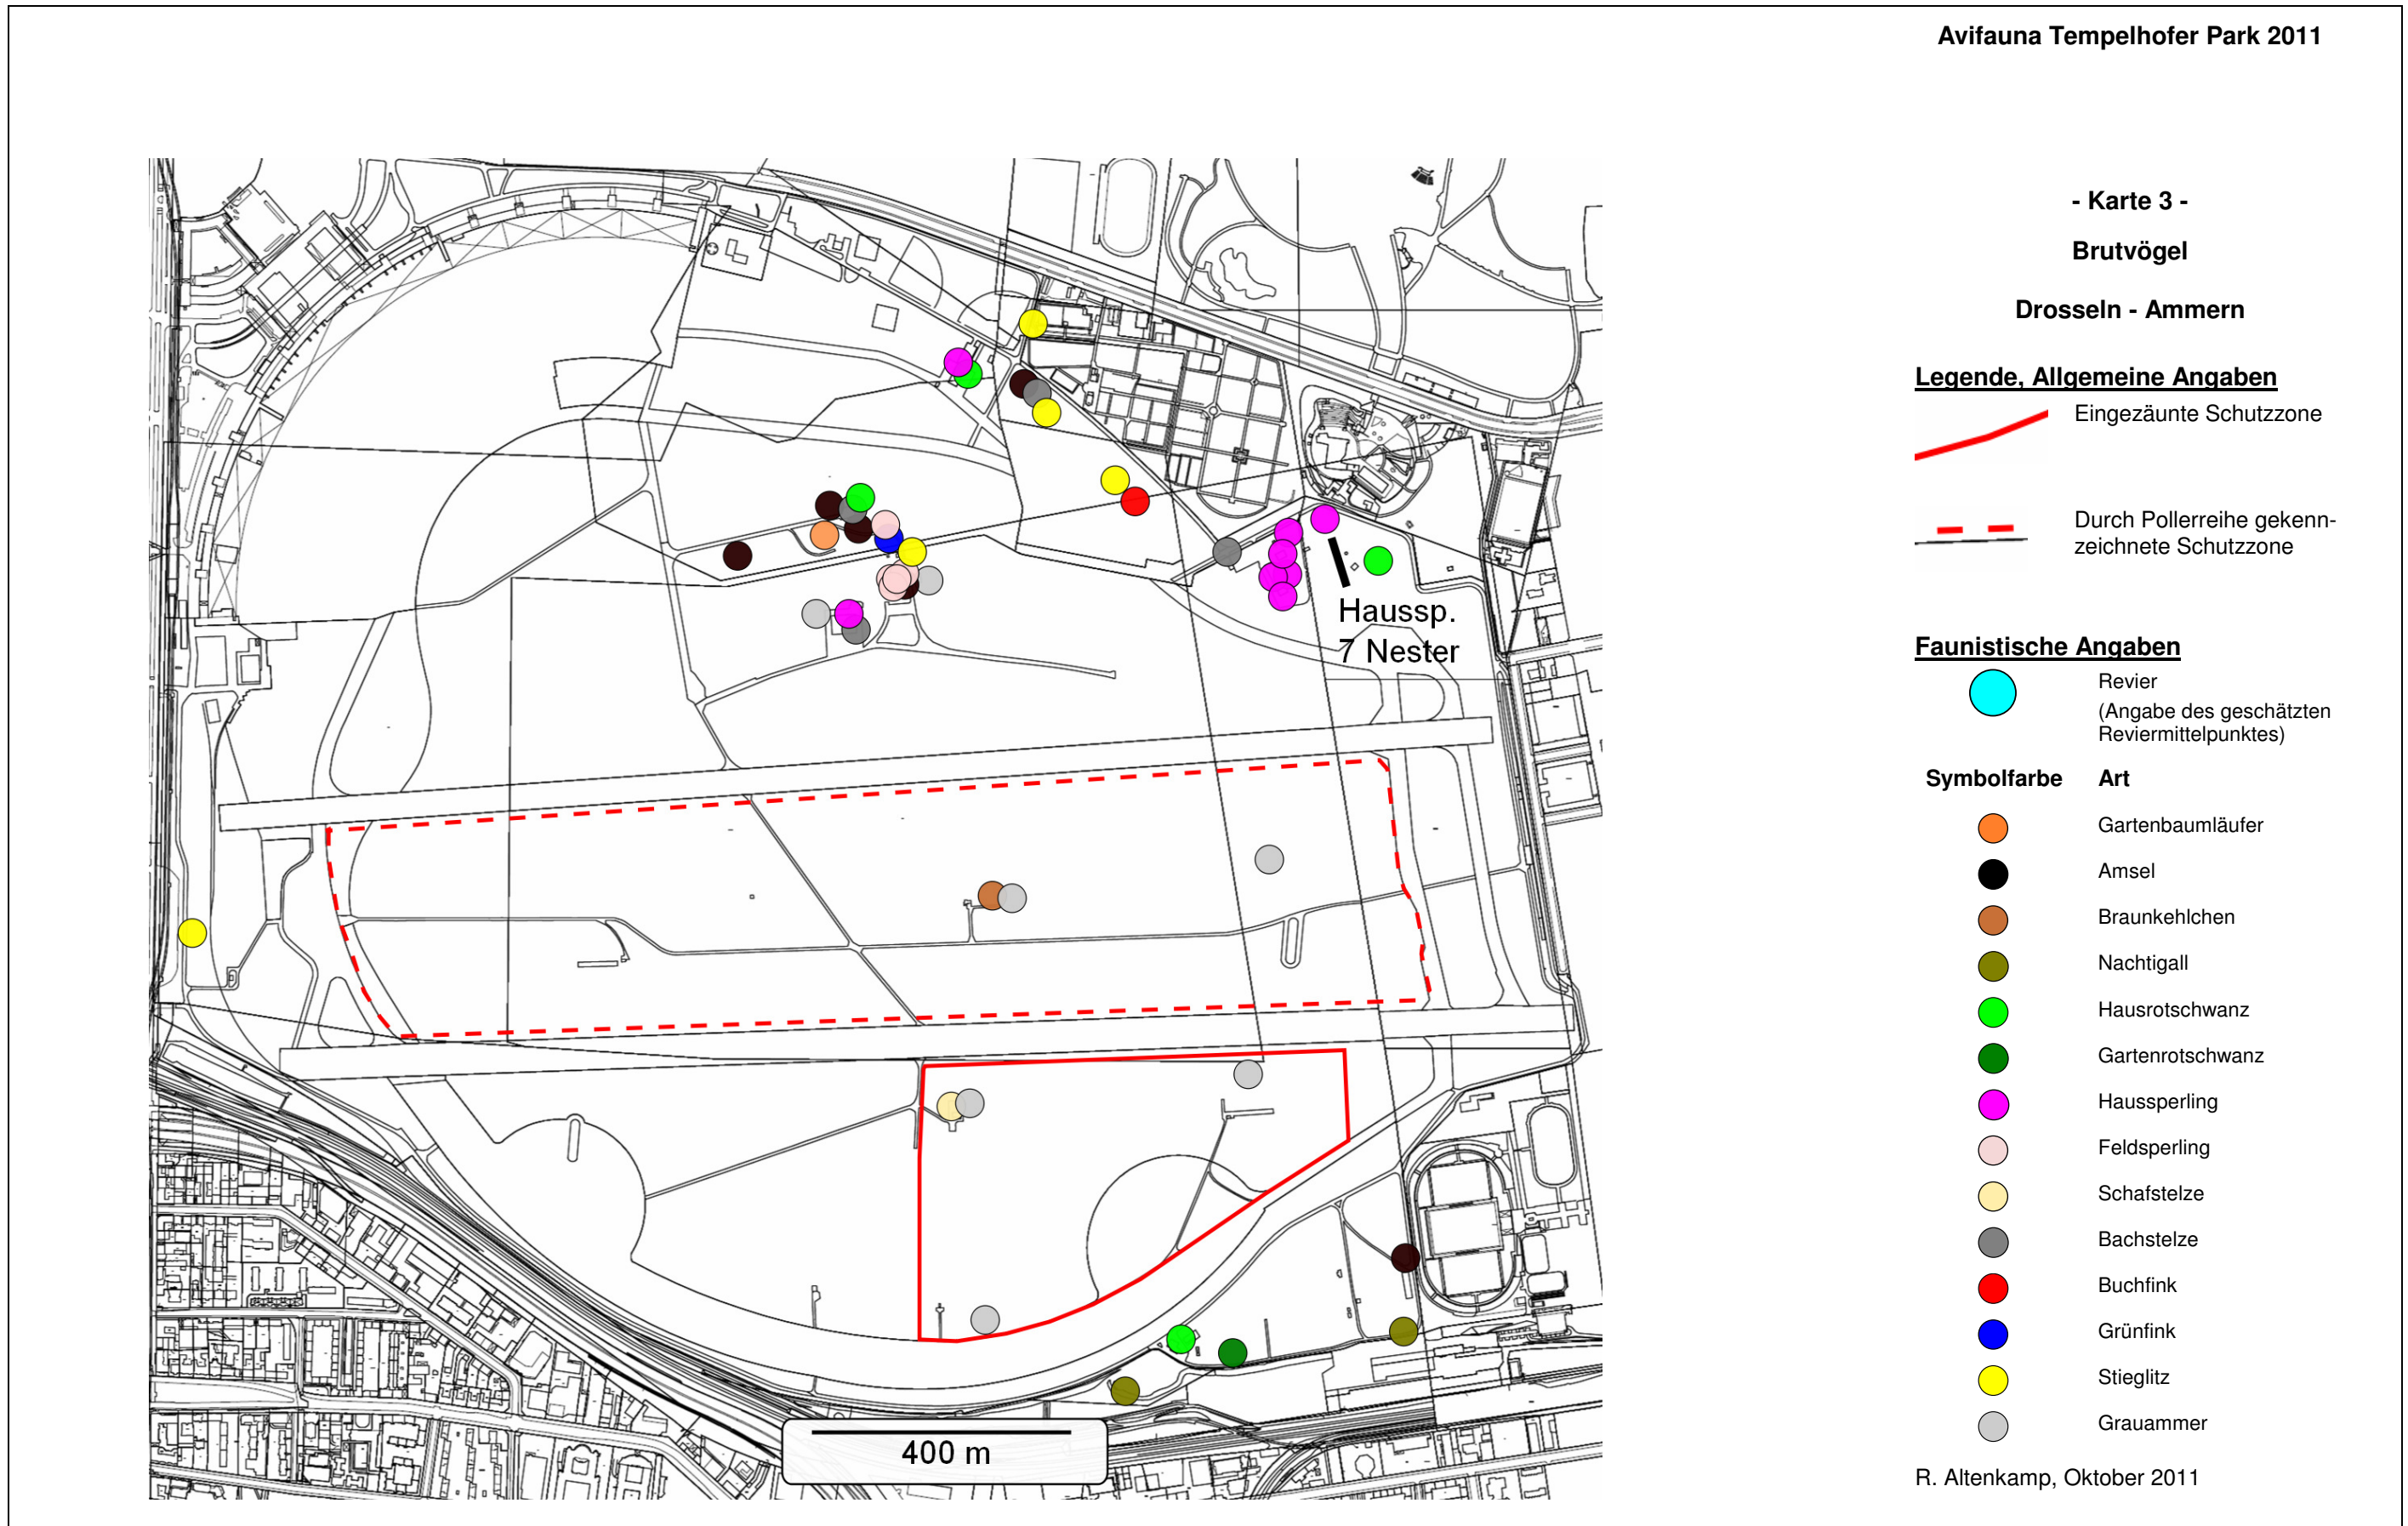 Avifauna Tempelhofer Park 2011
- Karte 3 -
Brutvögel
Drosseln - Ammern
Legende, Allgemeine Angaben
Eingezäunte Schutzzone
Durch Pollerreihe gekenn-
zeichnete Schutzzone
Faunistische Angaben
Revier
(Angabe des geschätzten
Reviermittelpunktes)
Symbolfarbe Art
Gartenbaumläufer
Amsel
Braunkehlchen
Nachtigall
Hausrotschwanz
Gartenrotschwanz
Haussperling
Feldsperling
Schafstelze
Bachstelze
Buchfink
Grünfink
Stieglitz
Grauammer
R. Altenkamp, Oktober 2011
Haussp.
7 Nester
400 m